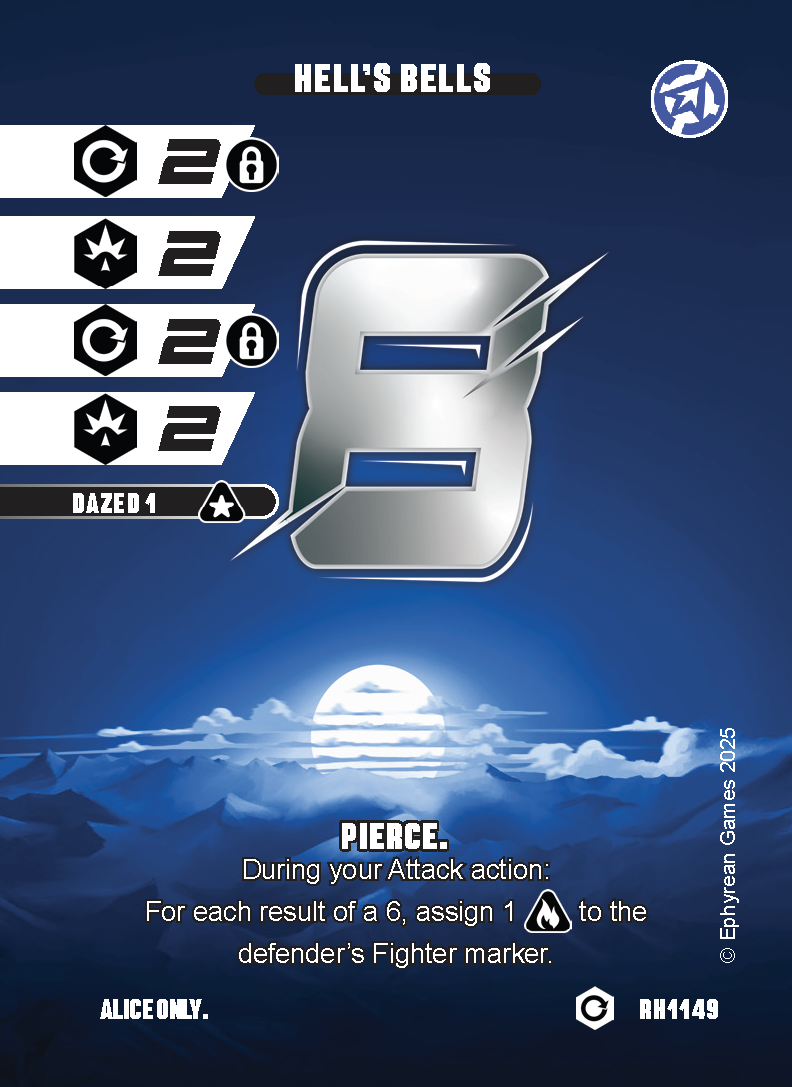 HELL'S BELLS
2
2
2
2
DAZED 1
6
PIERCE.
During your Attack action:
For each result of a 6, assign 1 to the
defender's Fighter marker.
© Ephyrean Games 2025
ALICE ONLY.
RH1149